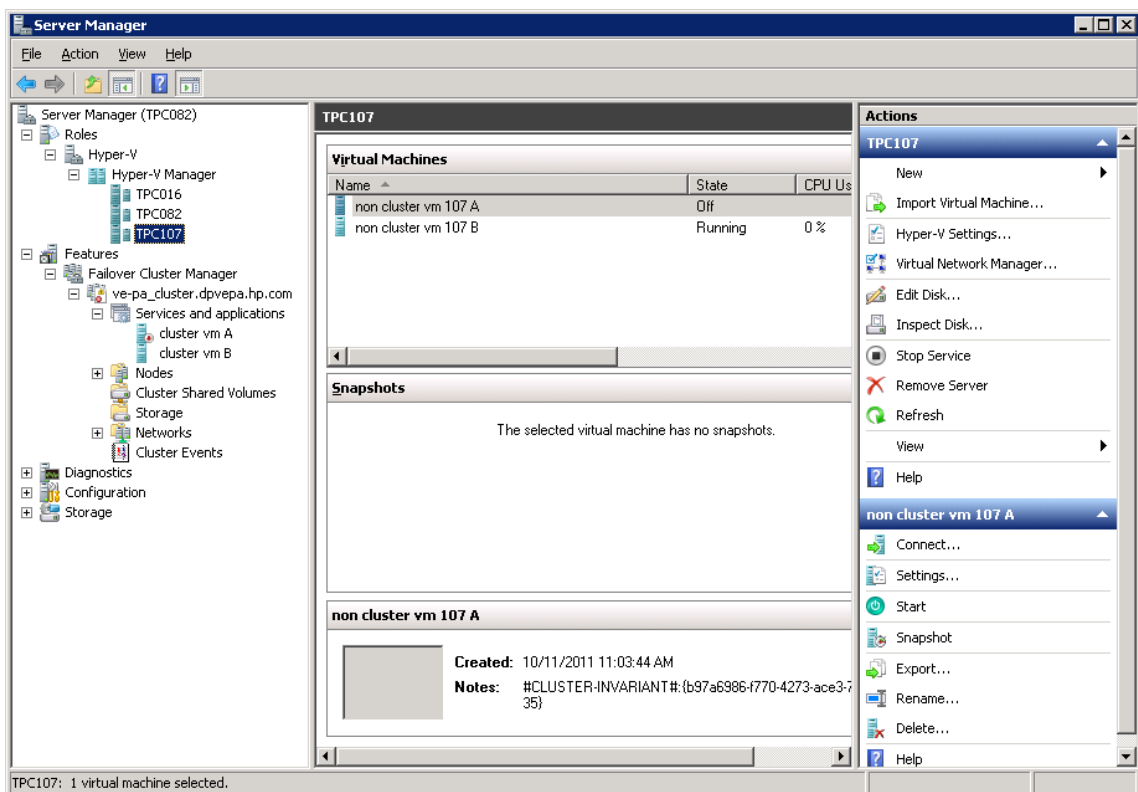 Server Manager
File Action View Help
Server Manager (TPC082)
Roles
Hyper-V
Hyper-V Manager
TPC016
TPC082
TPC107
Features
Failover Cluster Manager
ve-pa_cluster.dpvepa.hp.com
Services and applications
cluster vm A
cluster vm B
Nodes
Cluster Shared Volumes
Storage
Networks
Cluster Events
Diagnostics
Configuration
Storage
TPC107
Virtual Machines
Name State CPU Us
non cluster vm 107 A Off
non cluster vm 107 B Running 0 %
Snapshots
The selected virtual machine has no snapshots.
non cluster vm 107 A
Created: 10/11/2011 11:03:44 AM
Notes: #CLUSTER-INVARIANT#:{b97a6986-f770-4273-ace3-7
35}
Actions
TPC107
New
Import Virtual Machine...
Hyper-V Settings...
Virtual Network Manager...
Edit Disk...
Inspect Disk...
Stop Service
Remove Server
Refresh
View
Help
non cluster vm 107 A
Connect...
Settings...
Start
Snapshot
Export...
Rename...
Delete...
Help
TPC107: 1 virtual machine selected.